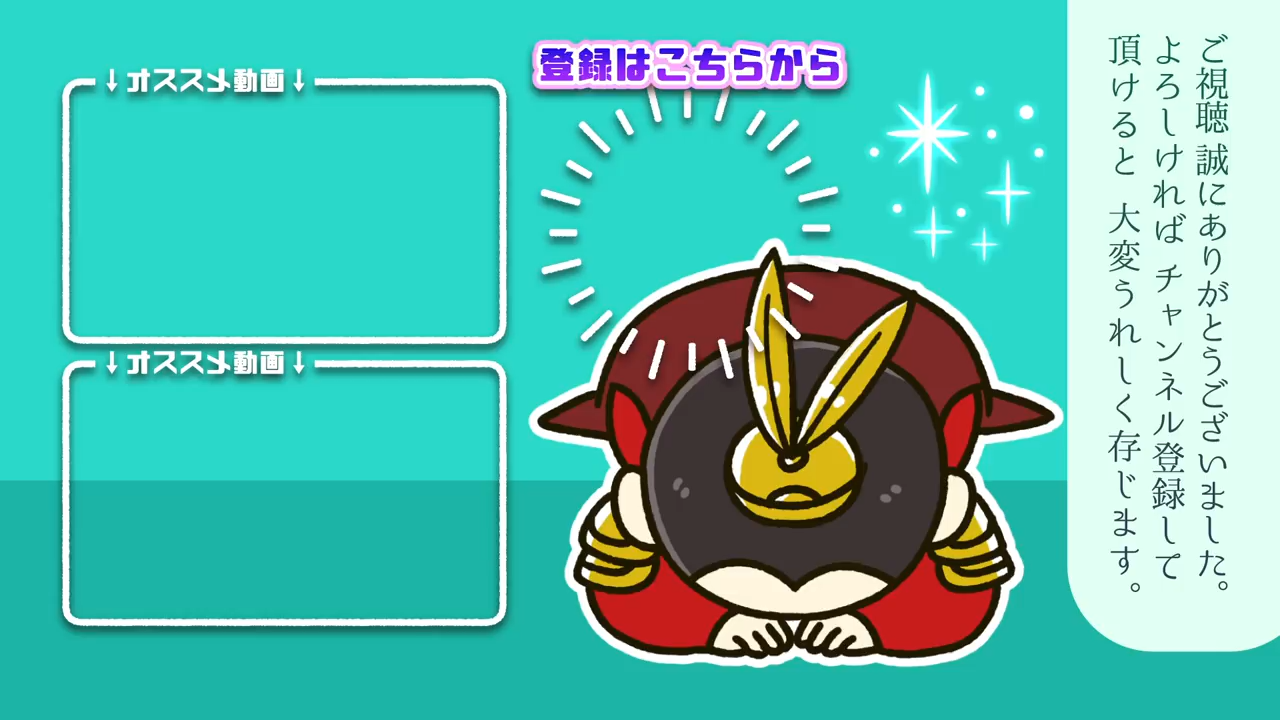 ↓オススメ動画↓
登録はこちらから
↓オススメ動画↓
ご視聴 誠にありがとうございました。
よろしければ チャンネル登録して
頂けると 大変うれしく存じます。